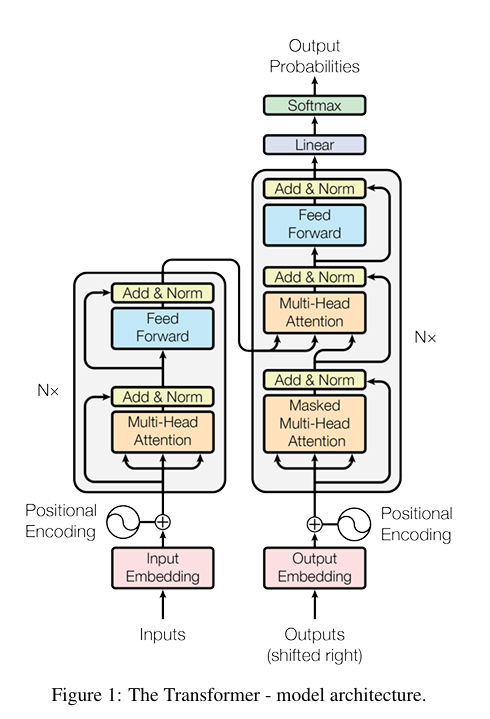 Output
Probabilities
Softmax
Linear
Add & Norm
Feed
Forward
Add & Norm
Multi-Head
Attention
Add & Norm
Masked
Multi-Head
Attention
N×
Add & Norm
Feed
Forward
Add & Norm
Multi-Head
Attention
N×
Positional
Encoding
Positional
Encoding
Input
Embedding
Output
Embedding
Inputs
Outputs
(shifted right)
Figure 1: The Transformer - model architecture.